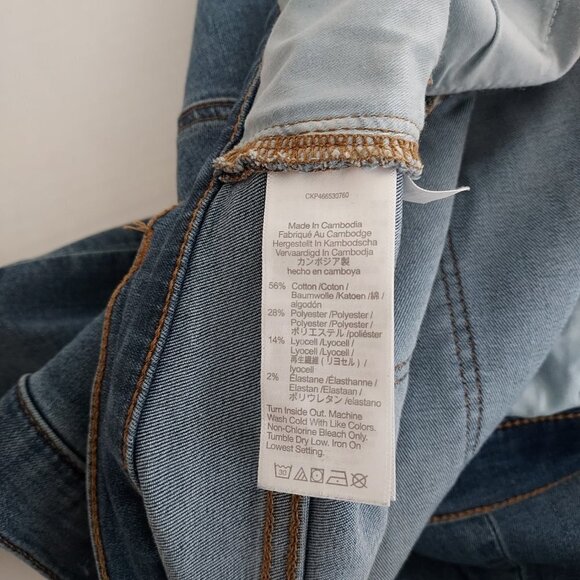 CKP466530760
Made In Cambodia
Fabriqué Au Cambodge
Hergestellt In Kambodscha
Vervaardigd In Cambodja
カンボジア製
hecho en camboya
56% Cotton /Coton /
Baumwolle /Katoen /綿 /
algodón
28% Polyester /Polyester /
Polyester /Polyester /
ポリエステル /poliéster
14% Lyocell /Lyocell /
Lyocell /Lyocell /
再生繊維 ( リヨセル ) /
lyocell
2% Elastane /Élasthanne /
Elastan /Elastaan /
ポリウレタン /elastano
Turn Inside Out. Machine
Wash Cold With Like Colors.
Non-Chlorine Bleach Only.
Tumble Dry Low. Iron On
Lowest Setting.
30